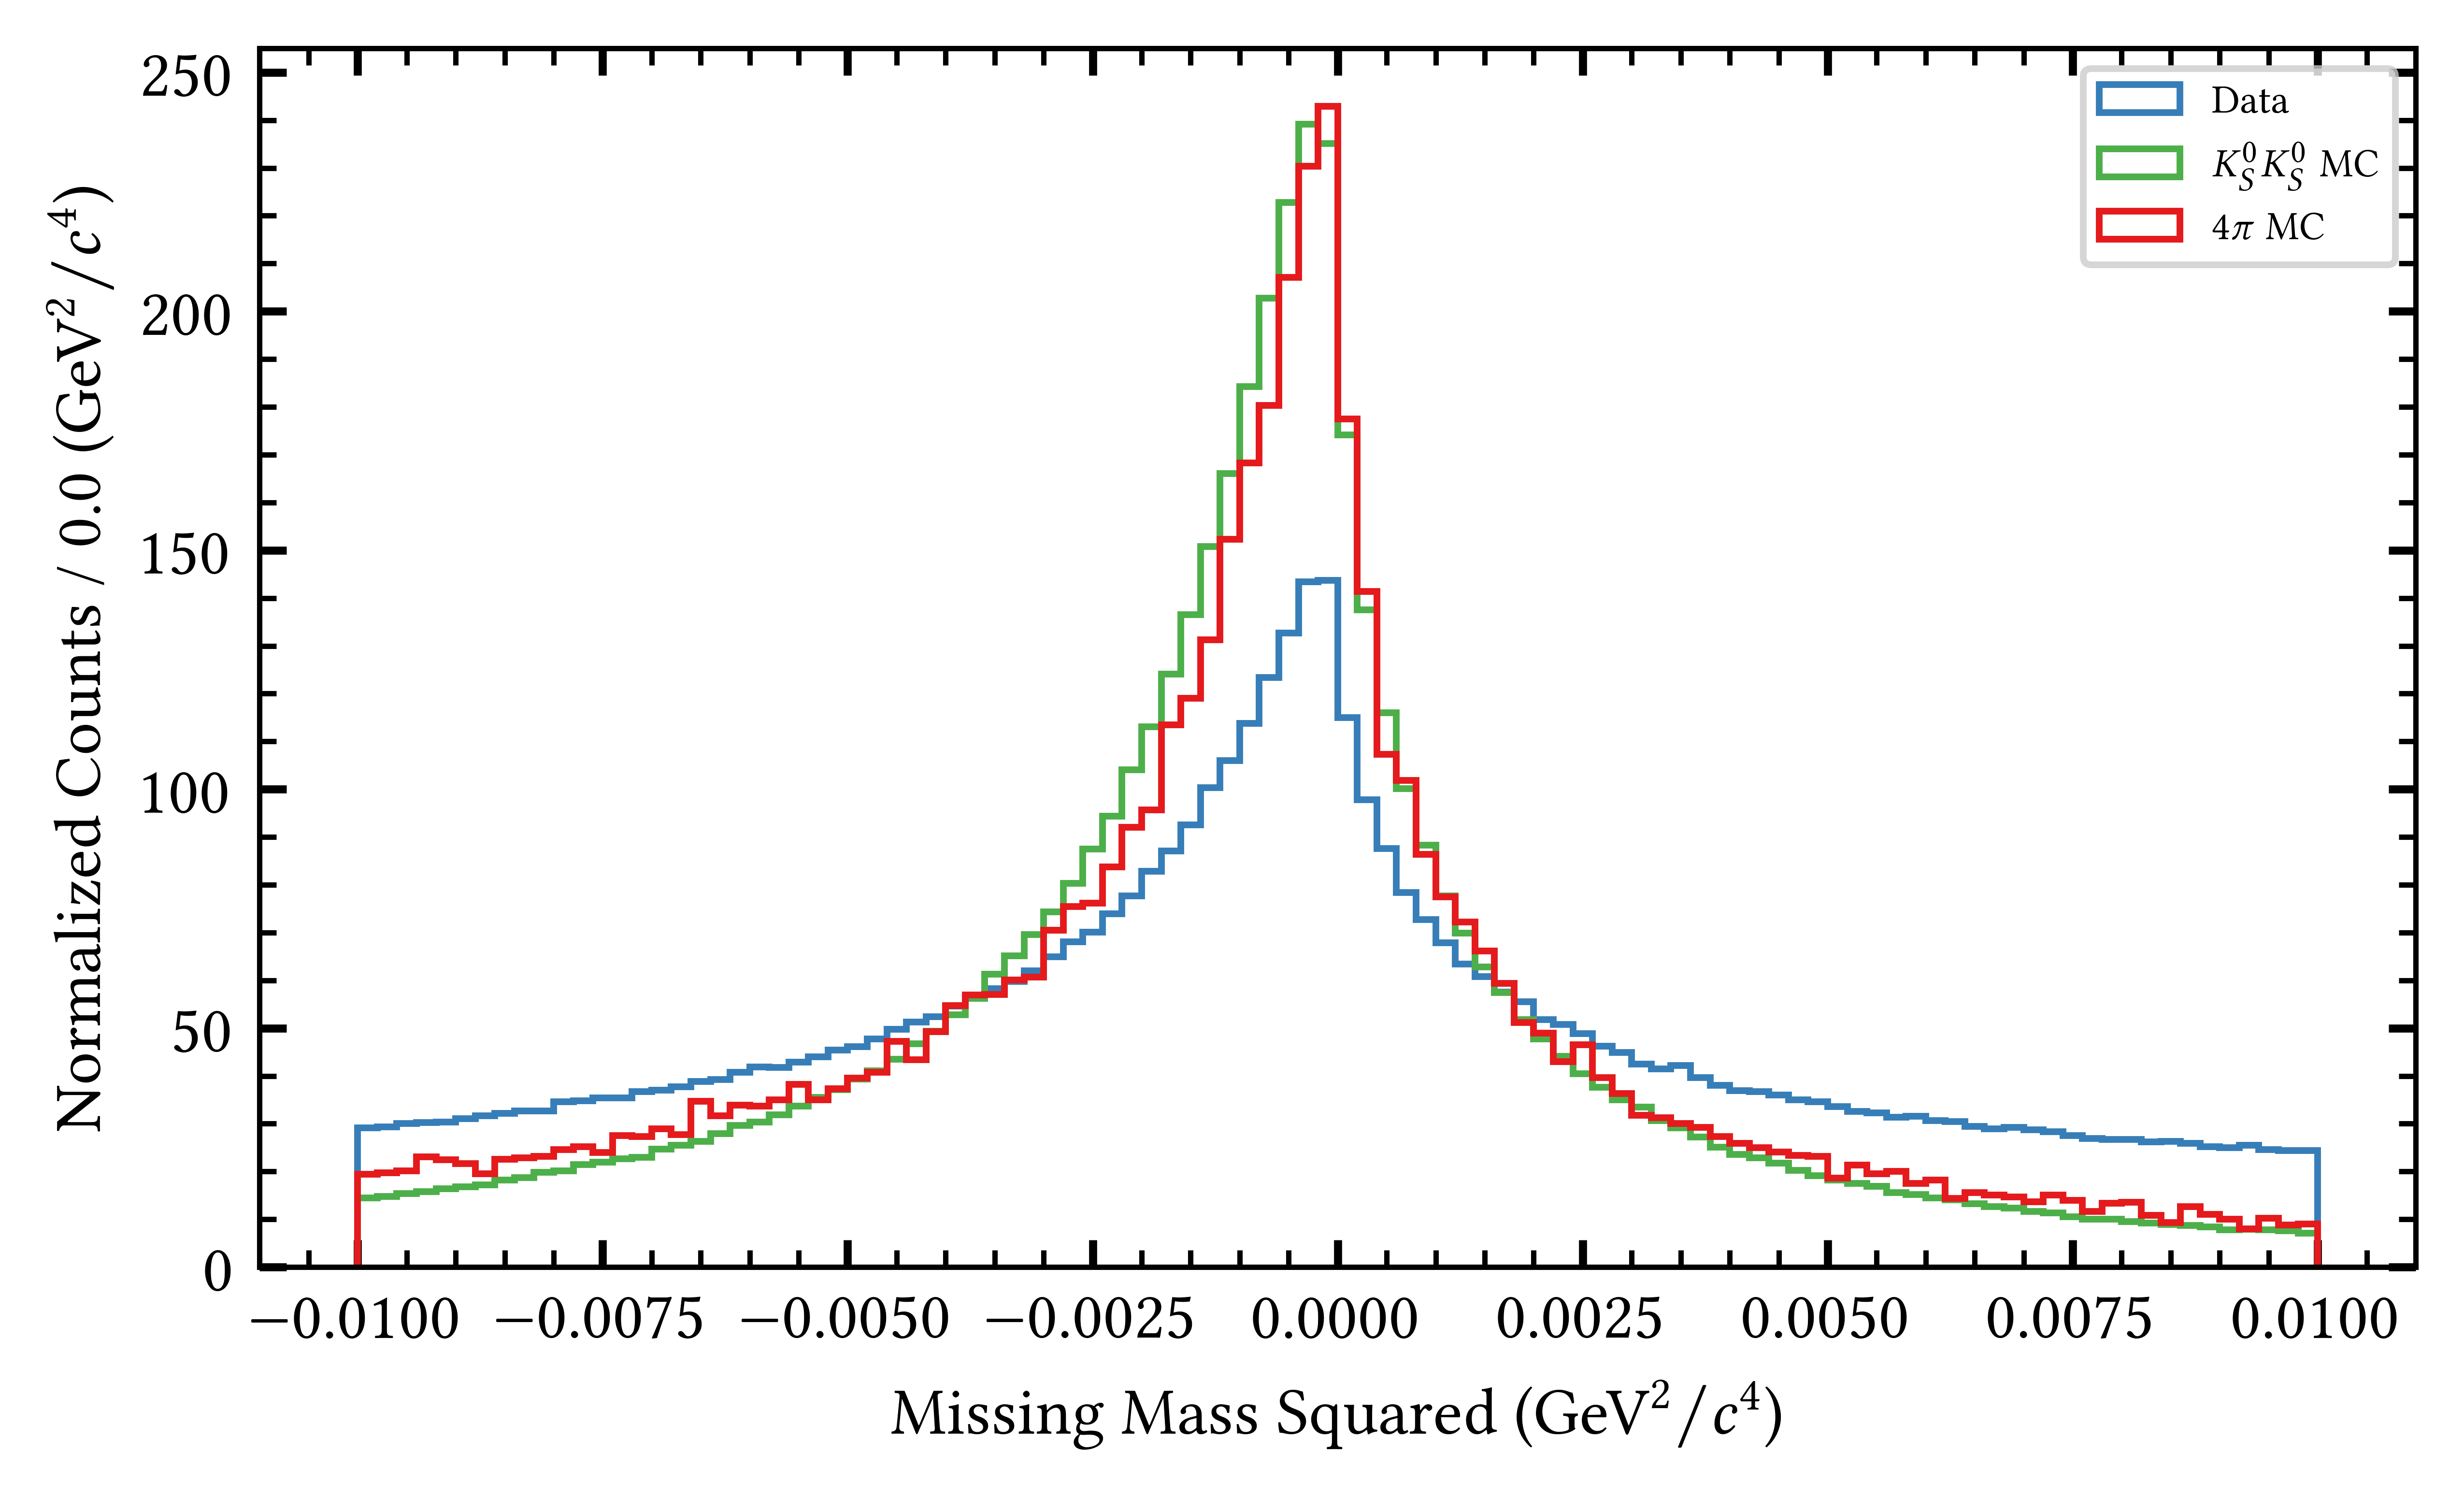 Normalized Counts / 0.0 (GeV²/c⁴)
250
200
150
100
50
0
Data
K⁰_S K⁰_S MC
4π MC
−0.0100 −0.0075 −0.0050 −0.0025 0.0000 0.0025 0.0050 0.0075 0.0100
Missing Mass Squared (GeV²/c⁴)